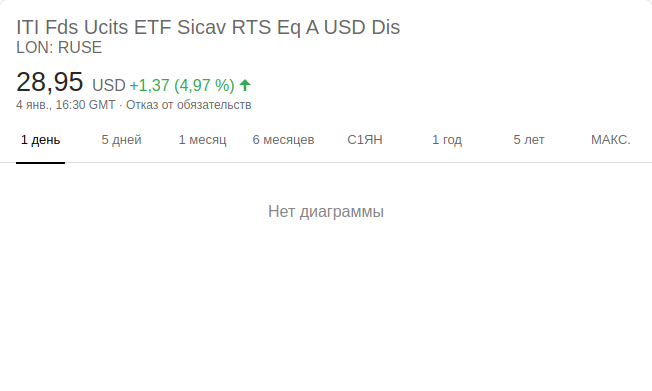 ITI Fds Ucits ETF Sicav RTS Eq A USD Dis
LON: RUSE
28,95 USD +1,37 (4,97 %)
4 янв., 16:30 GMT · Отказ от обязательств
1 день 5 дней 1 месяц 6 месяцев С1ЯН 1 год 5 лет МАКС.
Нет диаграммы